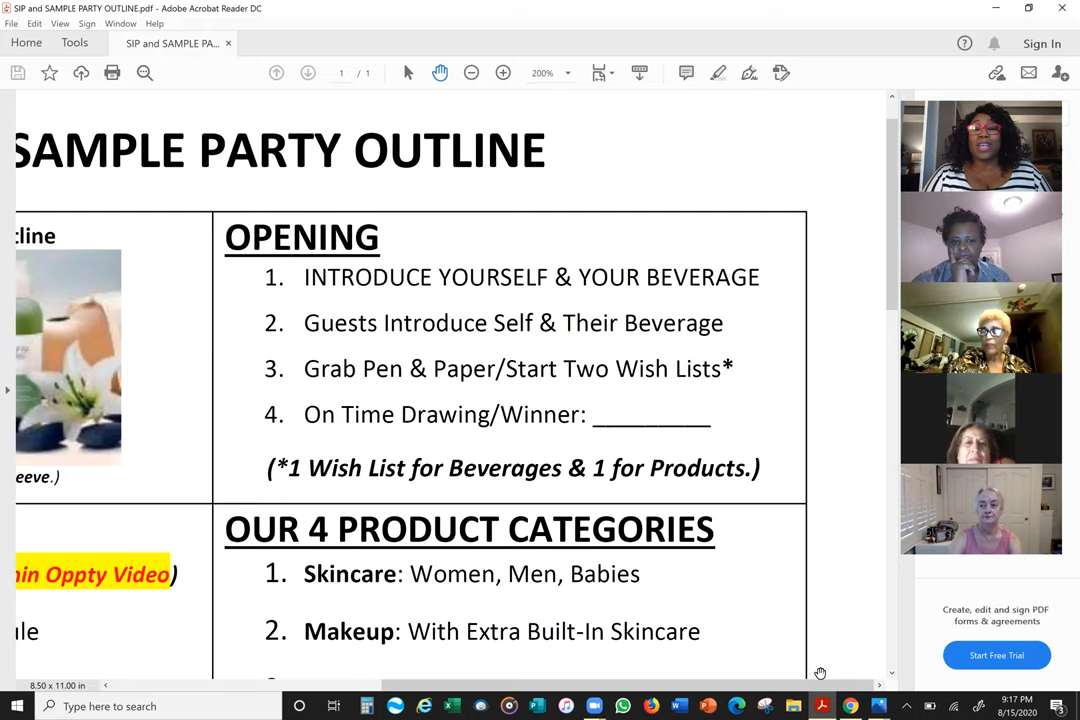 SIP and SAMPLE PARTY OUTLINE.pdf - Adobe Acrobat Reader DC
File Edit View Sign Window Help
Home Tools SIP and SAMPLE PA... × Sign In
1 / 1 200%
SAMPLE PARTY OUTLINE
OPENING
1. INTRODUCE YOURSELF & YOUR BEVERAGE
2. Guests Introduce Self & Their Beverage
3. Grab Pen & Paper/Start Two Wish Lists*
4. On Time Drawing/Winner: _________
(*1 Wish List for Beverages & 1 for Products.)
OUR 4 PRODUCT CATEGORIES
1. Skincare: Women, Men, Babies
2. Makeup: With Extra Built-In Skincare
Oppty Video)
Create, edit and sign PDF
forms & agreements
Start Free Trial
8.50 x 11.00 in
Type here to search
9:17 PM
8/15/2020